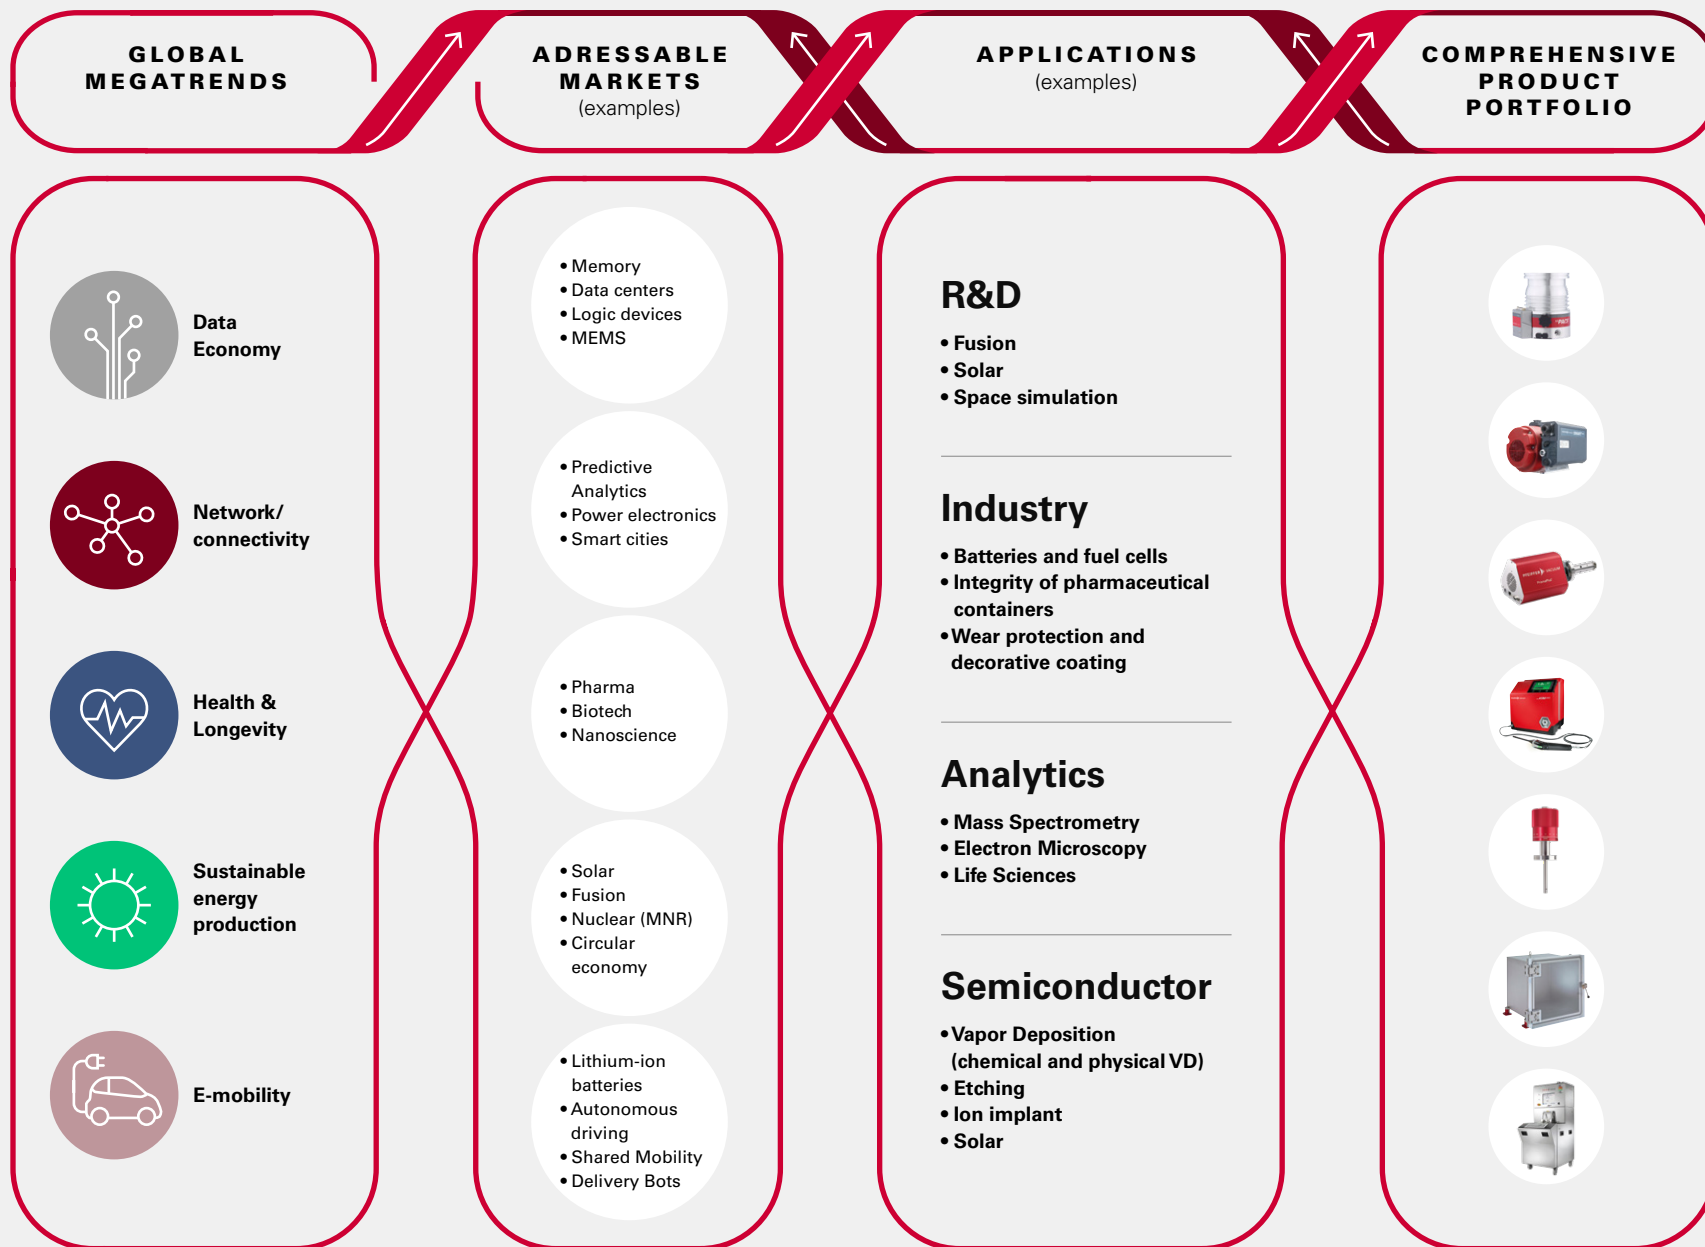 GLOBAL
MEGATRENDS
ADRESSABLE
MARKETS
(examples)
APPLICATIONS
(examples)
COMPREHENSIVE
PRODUCT
PORTFOLIO
Data
Economy
Network/
connectivity
Health &
Longevity
Sustainable
energy
production
E-mobility
• Memory
• Data centers
• Logic devices
• MEMS
• Predictive
Analytics
• Power electronics
• Smart cities
• Pharma
• Biotech
• Nanoscience
• Solar
• Fusion
• Nuclear (MNR)
• Circular
economy
• Lithium-ion
batteries
• Autonomous
driving
• Shared Mobility
• Delivery Bots
R&D
• Fusion
• Solar
• Space simulation
Industry
• Batteries and fuel cells
• Integrity of pharmaceutical
containers
• Wear protection and
decorative coating
Analytics
• Mass Spectrometry
• Electron Microscopy
• Life Sciences
Semiconductor
• Vapor Deposition
(chemical and physical VD)
• Etching
• Ion implant
• Solar